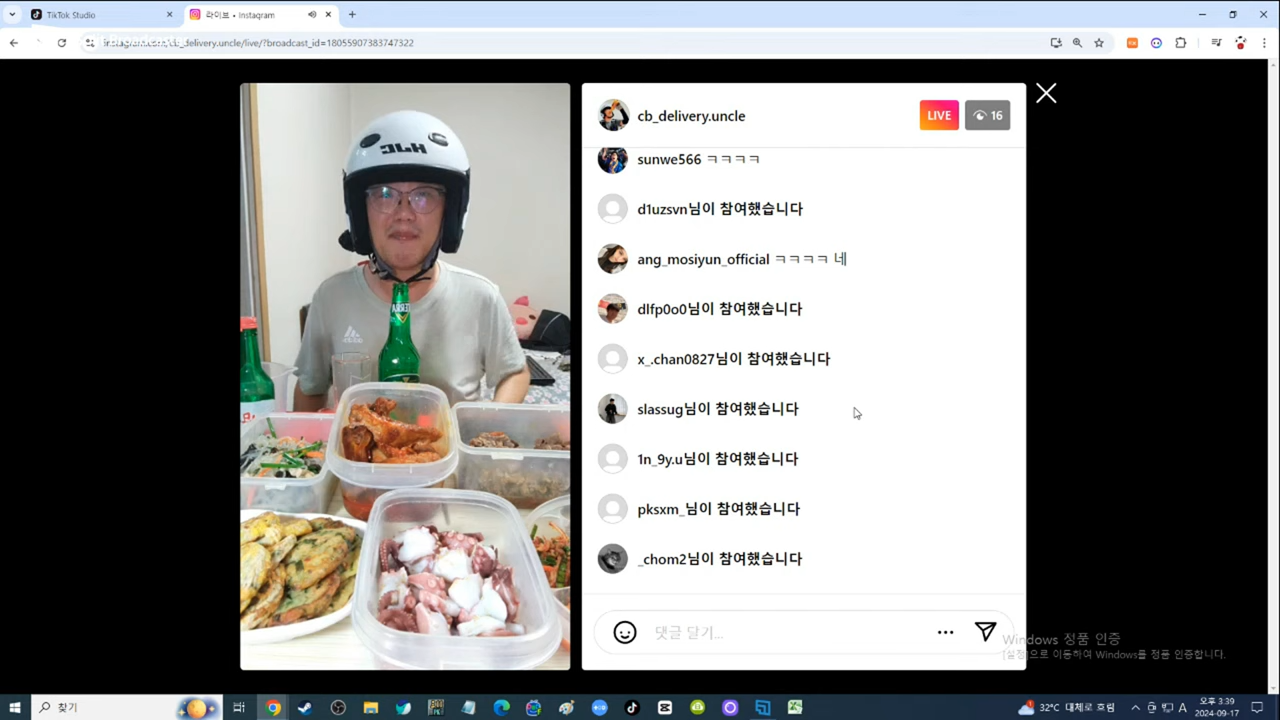 TikTok Studio
라이브 • Instagram
_delivery.uncle/live/?broadcast_id=18055907383747322
cb_delivery.uncle
LIVE
16
sunwe566 ㅋㅋㅋㅋ
d1uzsvn님이 참여했습니다
ang_mosiyun_official ㅋㅋㅋㅋ 네
dlfp0o0님이 참여했습니다
x_.chan0827님이 참여했습니다
slassug님이 참여했습니다
1n_9y.u님이 참여했습니다
pksxm_님이 참여했습니다
_chom2님이 참여했습니다
댓글 달기...
Windows 정품 인증
[설정]으로 이동하여 Windows를 정품 인증합니다.
찾기
32°C 대체로 흐림
A
오후 3:39
2024-09-17